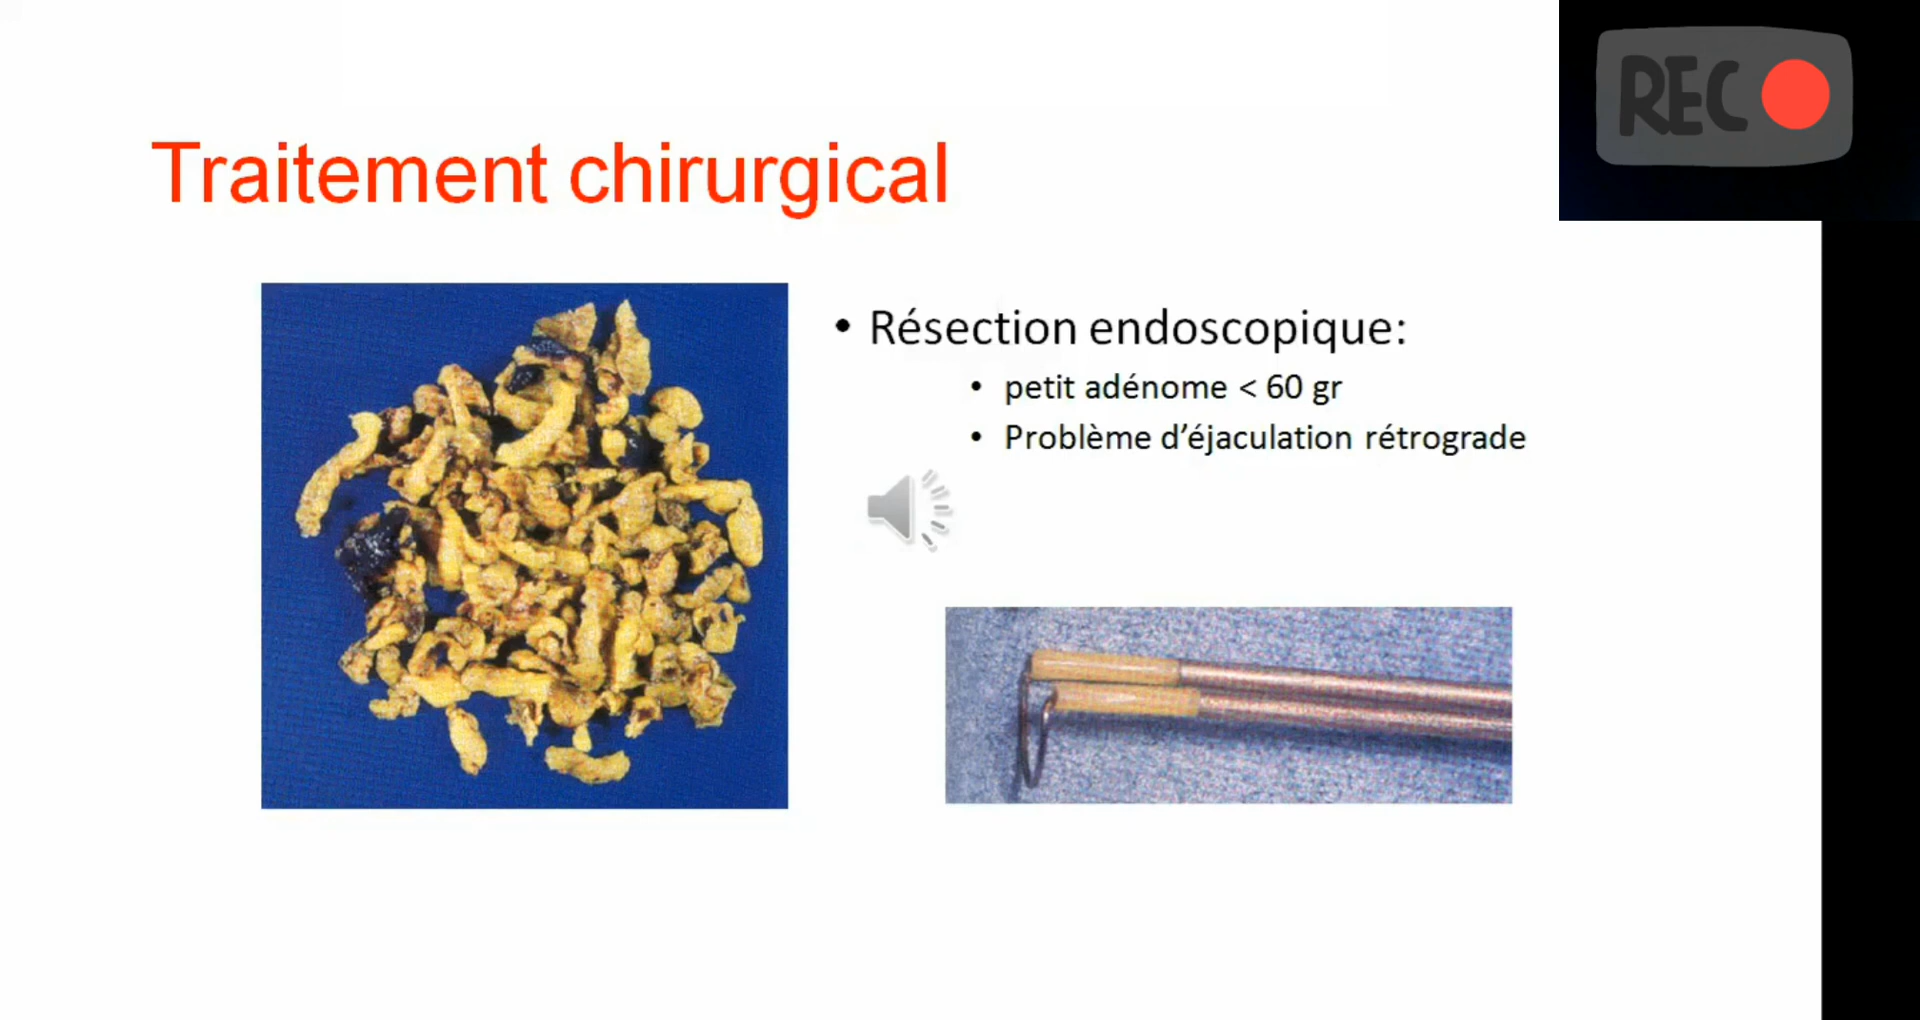 REC
Traitement chirurgical
• Résection endoscopique:
• petit adénome < 60 gr
• Problème d'éjaculation rétrograde